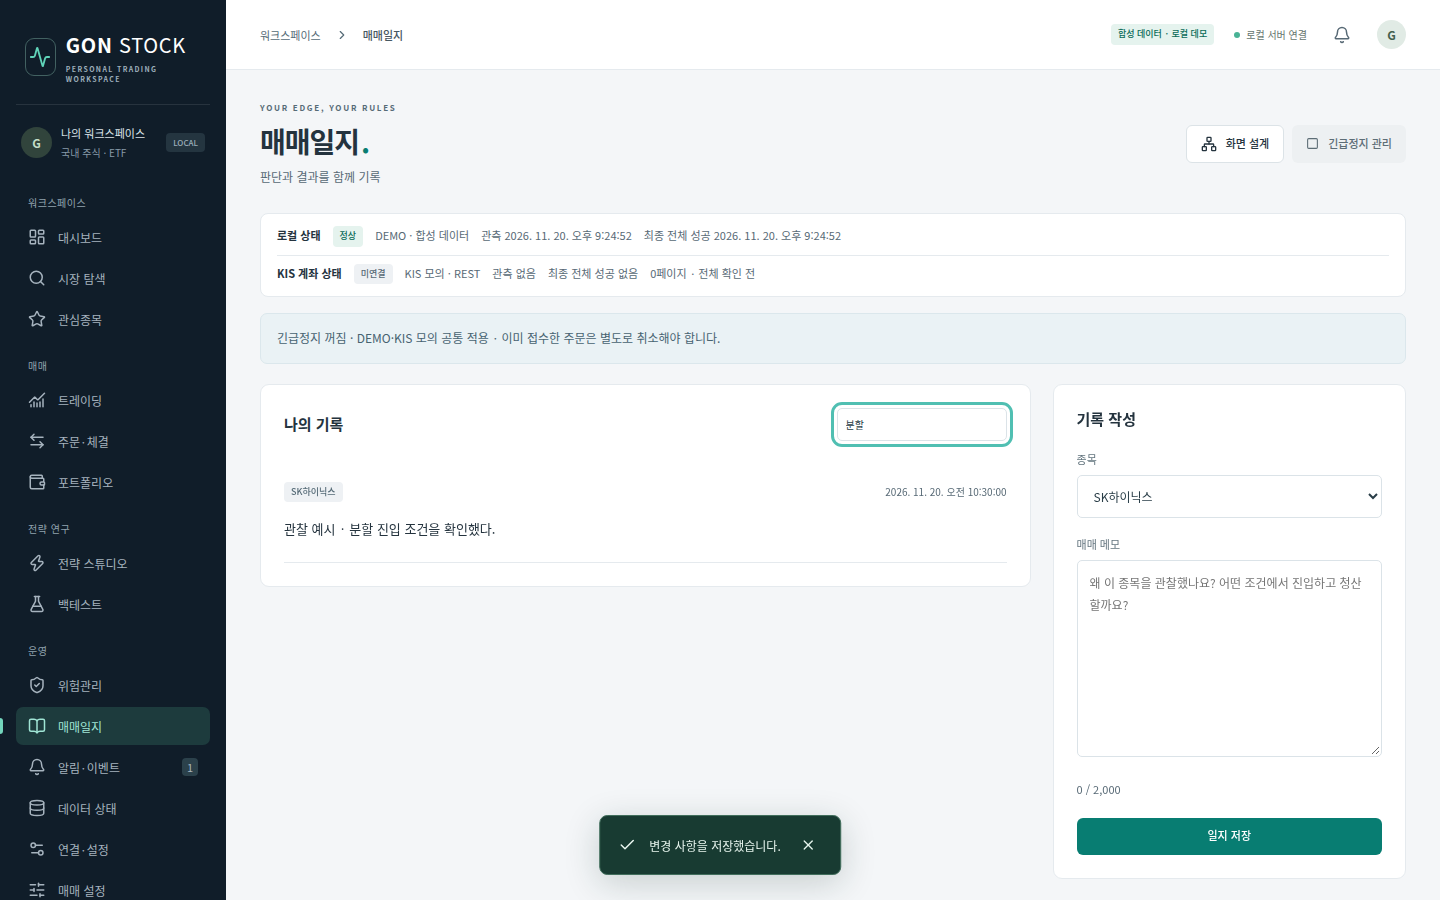 GON STOCK
PERSONAL TRADING
WORKSPACE
G
나의 워크스페이스
국내 주식 · ETF
LOCAL
워크스페이스
대시보드
시장 탐색
관심종목
매매
트레이딩
주문·체결
포트폴리오
전략 연구
전략 스튜디오
백테스트
운영
위험관리
매매일지
알림·이벤트
1
데이터 상태
연결·설정
매매 설정
워크스페이스 > 매매일지
합성 데이터 · 로컬 데모
로컬 서버 연결
G
YOUR EDGE, YOUR RULES
매매일지.
판단과 결과를 함께 기록
화면 설계
긴급정지 관리
로컬 상태 정상 DEMO · 합성 데이터 관측 2026. 11. 20. 오후 9:24:52 최종 전체 성공 2026. 11. 20. 오후 9:24:52
KIS 계좌 상태 미연결 KIS 모의 · REST 관측 없음 최종 전체 성공 없음 0페이지 · 전체 확인 전
긴급정지 꺼짐 · DEMO·KIS 모의 공통 적용 · 이미 접수한 주문은 별도로 취소해야 합니다.
나의 기록
분할
SK하이닉스
2026. 11. 20. 오전 10:30:00
관찰 예시 · 분할 진입 조건을 확인했다.
기록 작성
종목
SK하이닉스
매매 메모
왜 이 종목을 관찰했나요? 어떤 조건에서 진입하고 청산
할까요?
0 / 2,000
일지 저장
변경 사항을 저장했습니다.